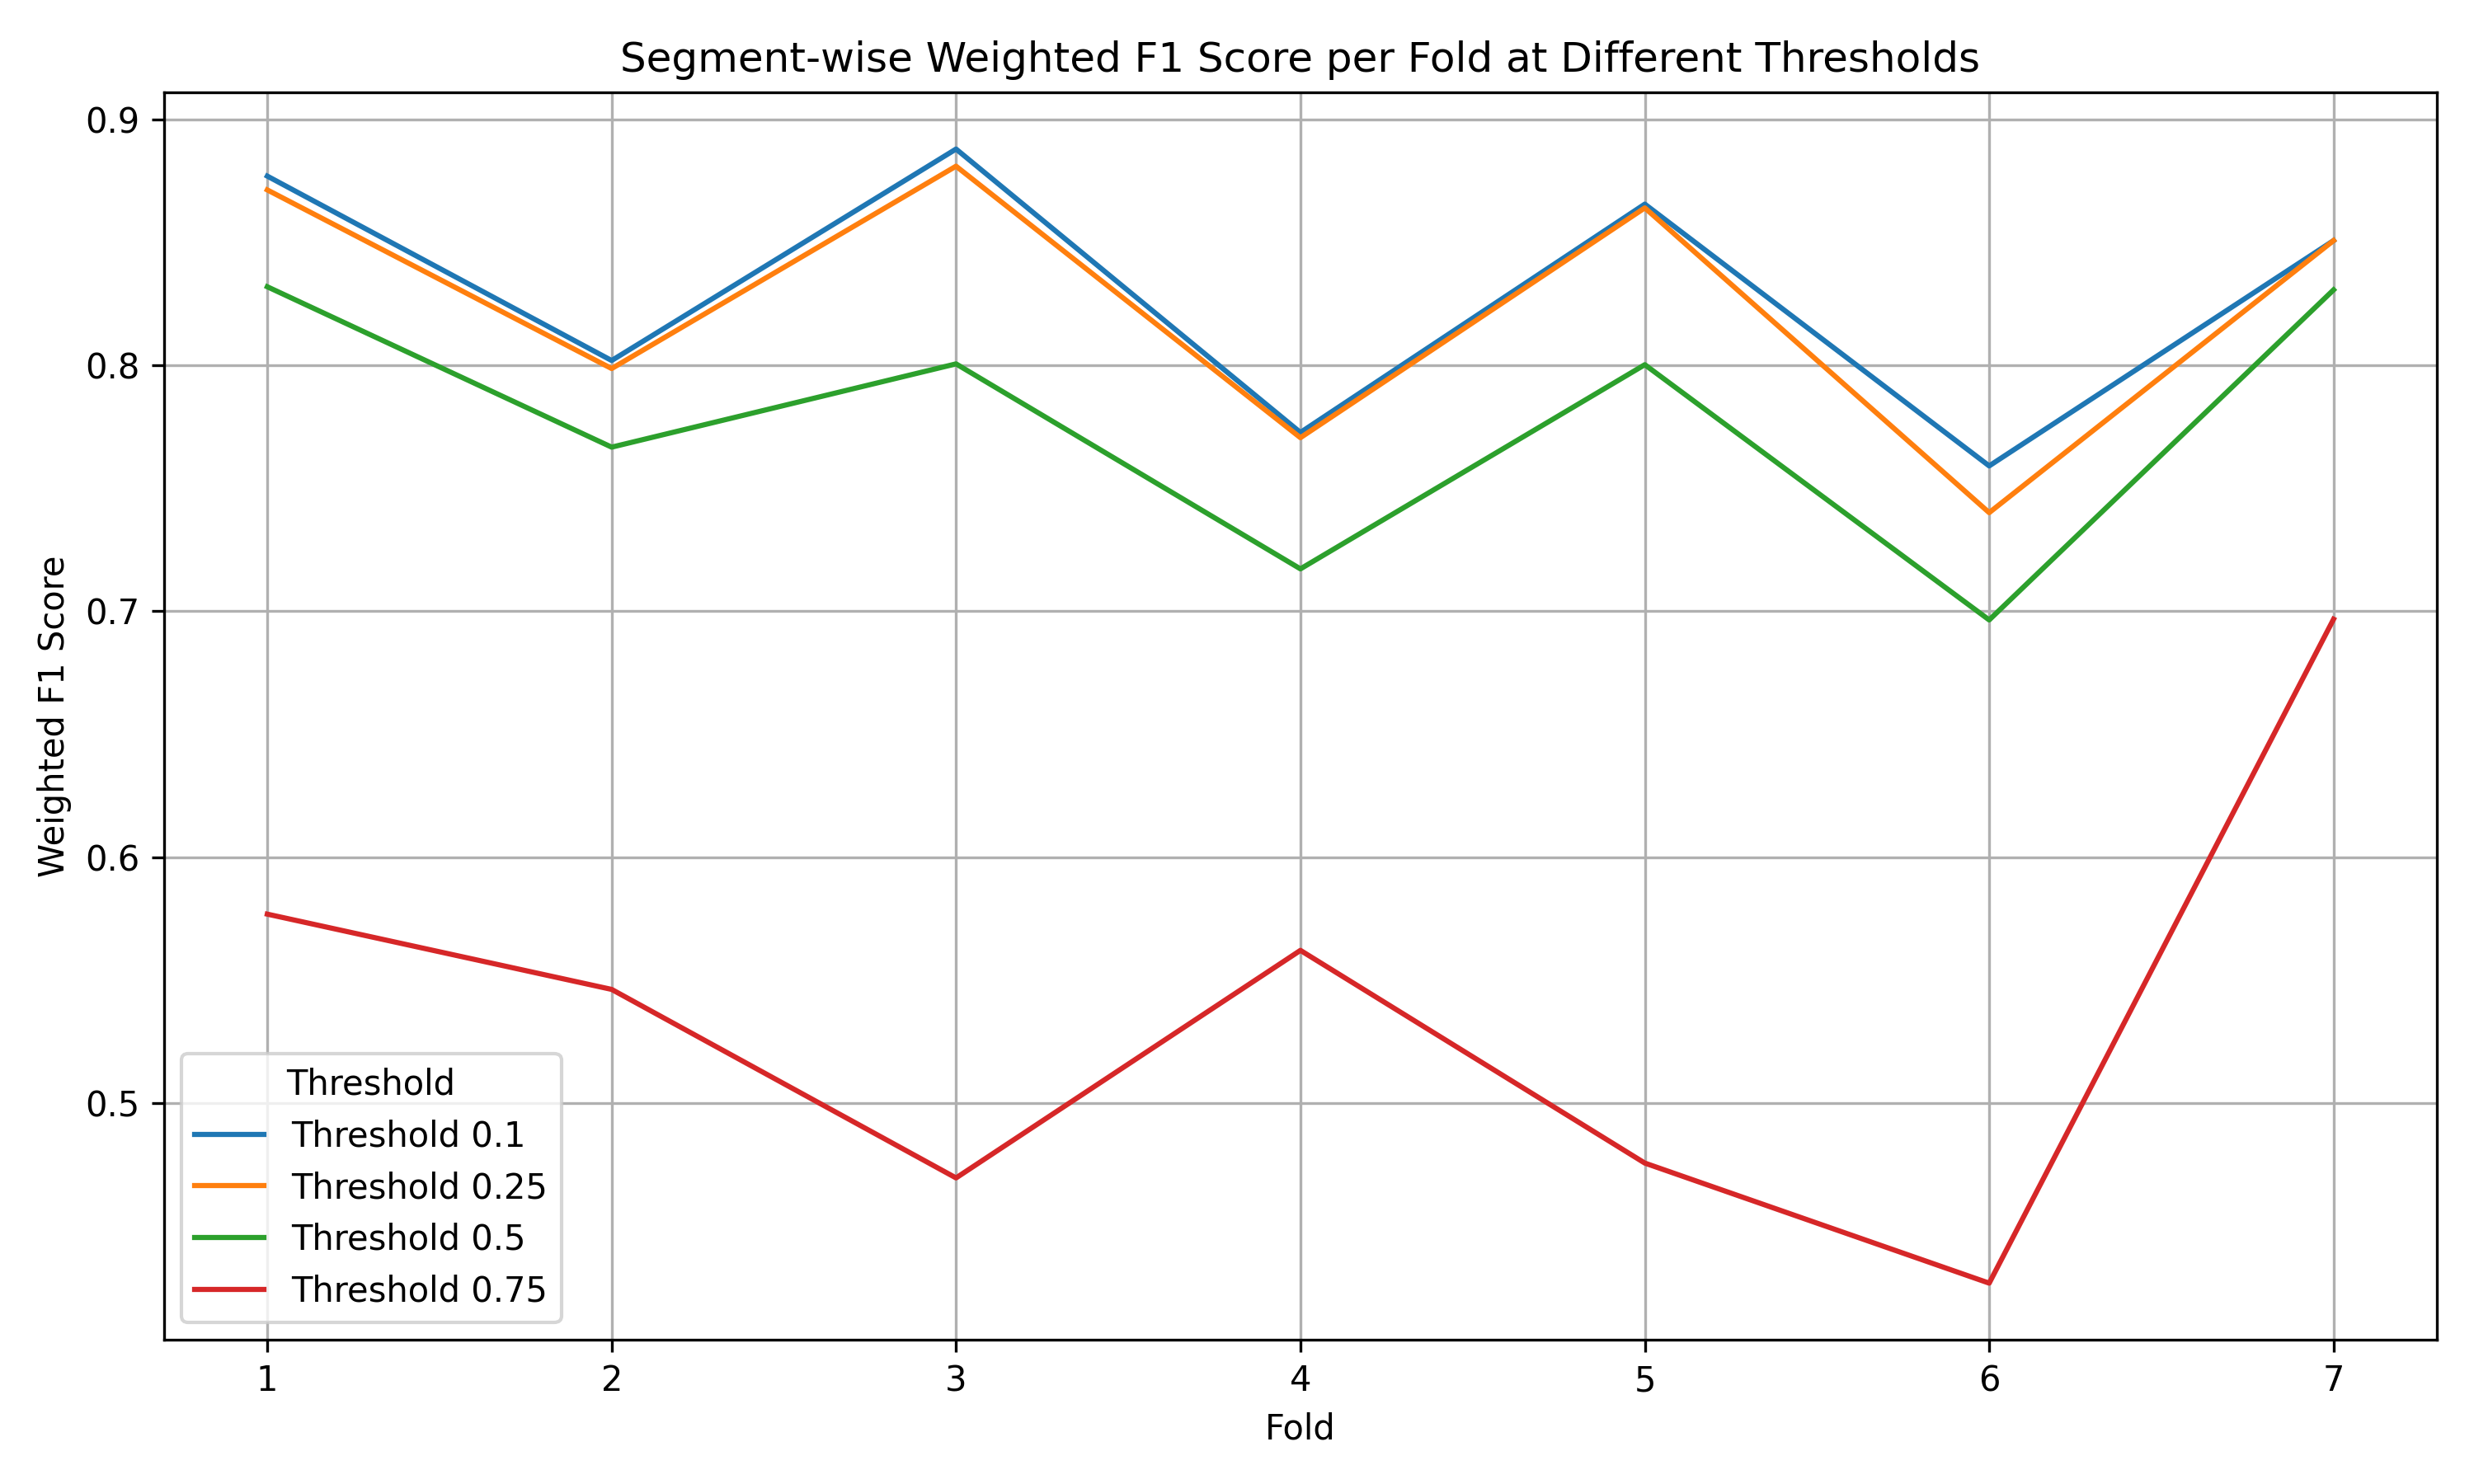 Segment-wise Weighted F1 Score per Fold at Different Thresholds
Weighted F1 Score
0.9
0.8
0.7
0.6
0.5
Threshold
Threshold 0.1
Threshold 0.25
Threshold 0.5
Threshold 0.75
1 2 3 4 5 6 7
Fold